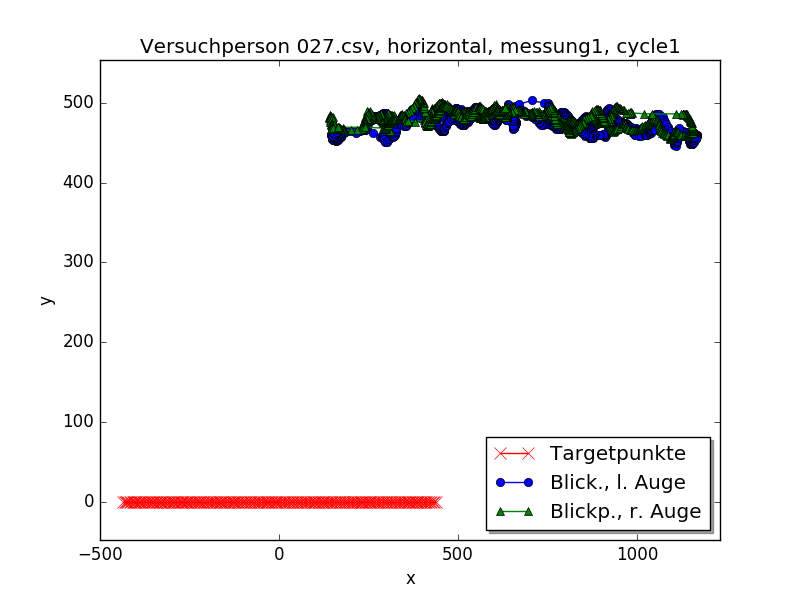 Versuchperson 027.csv, horizontal, messung1, cycle1
500
400
300
200
100
0
y
−500
0
500
1000
x
Targetpunkte
Blick., l. Auge
Blickp., r. Auge